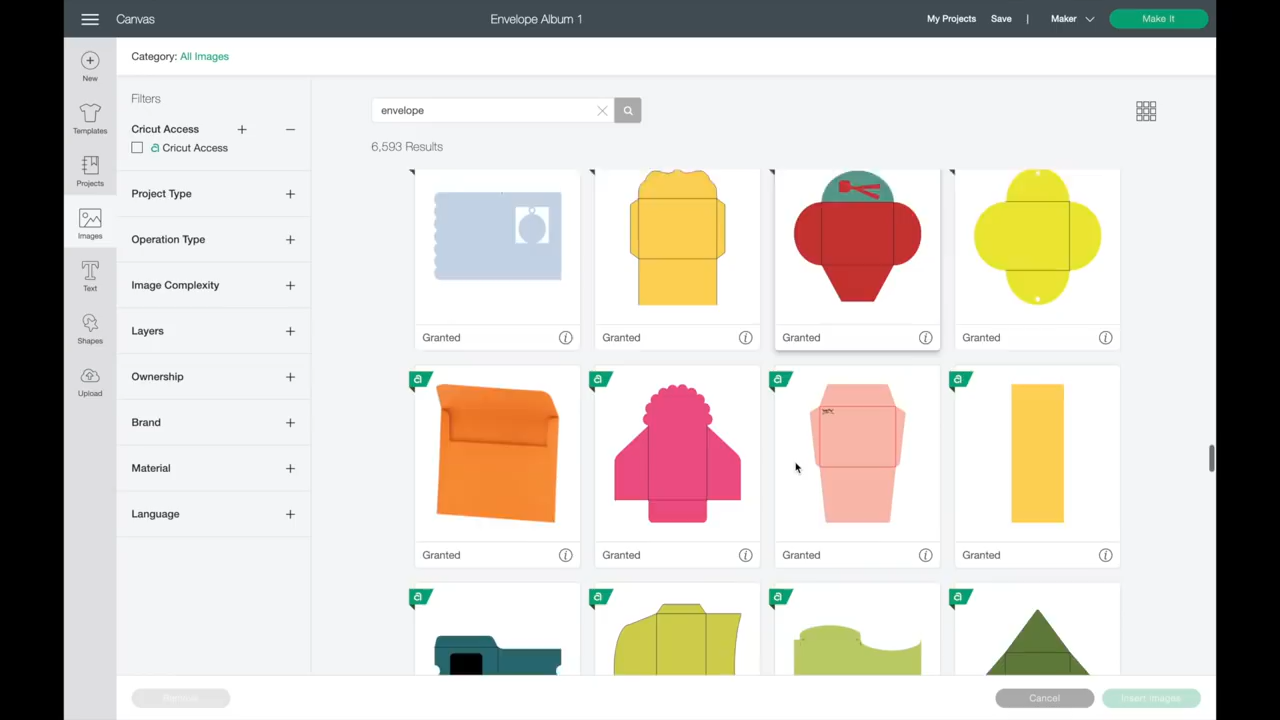 Canvas
Envelope Album 1
My Projects
Save
|
Maker
Make It
New
Templates
Projects
Images
Text
Shapes
Upload
Category: All Images
Filters
Cricut Access
Cricut Access
Project Type
Operation Type
Image Complexity
Layers
Ownership
Brand
Material
Language
envelope
6,593 Results
Granted
Granted
Granted
Granted
Granted
Granted
Granted
Granted
Cancel
Insert Images